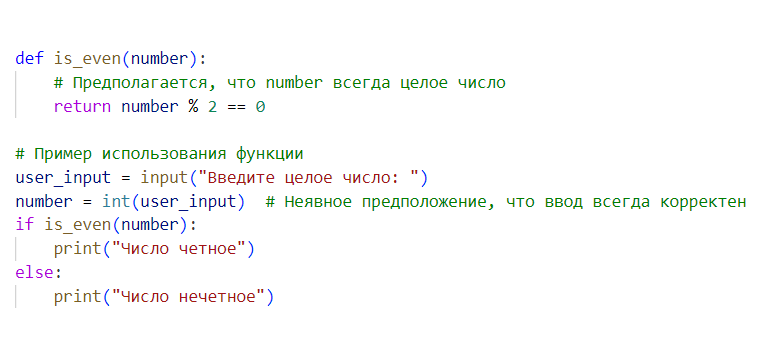 def is_even(number):
    # Предполагается, что number всегда целое число
    return number % 2 == 0

# Пример использования функции
user_input = input("Введите целое число: ")
number = int(user_input)  # Неявное предположение, что ввод всегда корректен
if is_even(number):
    print("Число четное")
else:
    print("Число нечетное")